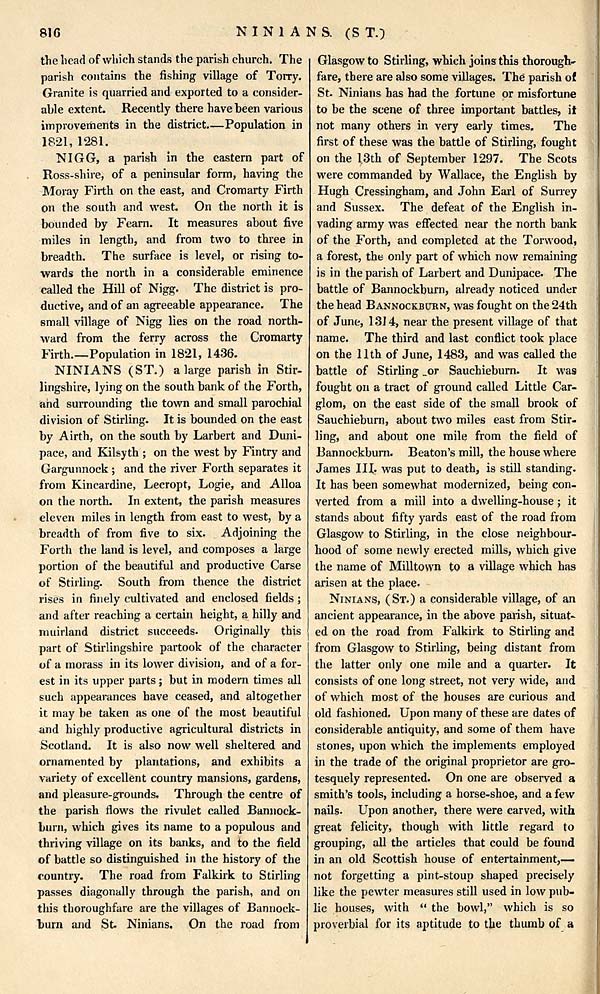 816
NINIANS. (ST.)
the head of which stands the parish church. The
parish contains the fishing village of Torry.
Granite is quarried and exported to a consider-
able extent. Recently there have been various
improvements in the district.—Population in
1821, 1281.
NIGG, a parish in the eastern part of
Ross-shire, of a peninsular form, having the
Moray Firth on the east, and Cromarty Firth
on the south and west. On the north it is
bounded by Fearn. It measures about five
miles in length, and from two to three in
breadth. The surface is level, or rising to-
wards the north in a considerable eminence
called the Hill of Nigg. The district is pro-
ductive, and of an agreeable appearance. The
small village of Nigg lies on the road north-
ward from the ferry across the Cromarty
Firth.—Population in 1821, 1436.
NINIANS (ST.) a large parish in Stir-
lingshire, lying on the south bank of the Forth,
and surrounding the town and small parochial
division of Stirling. It is bounded on the east
by Airth, on the south by Larbert and Duni-
pace, and Kilsyth; on the west by Fintry and
Gargunnock; and the river Forth separates it
from Kincardine, Lecropt, Logie, and Alloa
on the north. In extent, the parish measures
eleven miles in length from east to west, by a
breadth of from five to six. Adjoining the
Forth the land is level, and composes a large
portion of the beautiful and productive Carse
of Stirling. South from thence the district
rises in finely cultivated and enclosed fields;
and after reaching a certain height, a hilly and
muirland district succeeds. Originally this
part of Stirlingshire partook of the character
of a morass in its lower division, and of a for-
est in its upper parts; but in modern times all
such appearances have ceased, and altogether
it may be taken as one of the most beautiful
and highly productive agricultural districts in
Scotland. It is also now well sheltered and
ornamented by plantations, and exhibits a
variety of excellent country mansions, gardens,
and pleasure-grounds. Through the centre of
the parish flows the rivulet called Bannock-
burn, which gives its name to a populous and
thriving village on its banks, and to the field
of battle so distinguished in the history of the
country. The road from Falkirk to Stirling
passes diagonally through the parish, and on
this thoroughfare are the villages of Bannock-
burn and St. Ninians. On the road from
Glasgow to Stirling, which joins this thorough-
fare, there are also some villages. The parish of
St. Ninians has had the fortune or misfortune
to be the scene of three important battles, if
not many others in very early times. The
first of these was the battle of Stirling, fought
on the 13th of September 1297. The Scots
were commanded by Wallace, the English by
Hugh Cressingham, and John Earl of Surrey
and Sussex. The defeat of the English in-
vading army was effected near the north bank
of the Forth, and completed at the Torwood,
a forest, the only part of which now remaining
is in the parish of Larbert and Dunipace. The
battle of Bannockburn, already noticed under
the head BANNOCKBURN, was fought on the 24th
of June, 1314, near the present village of that
name. The third and last conflict took place
on the 11th of June, 1483, and was called the
battle of Stirling or Sauchieburn. It was
fought on a tract of ground called Little Car-
glom, on the east side of the small brook of
Sauchieburn, about two miles east from Stir-
ling, and about one mile from the field of
Bannockburn. Beaton's mill, the house where
James III. was put to death, is still standing.
It has been somewhat modernized, being con-
verted from a mill into a dwelling-house; it
stands about fifty yards east of the road from
Glasgow to Stirling, in the close neighbour-
hood of some newly erected mills, which give
the name of Milltown to a village which has
arisen at the place.
NINIANS, (ST.) a considerable village, of an
ancient appearance, in the above parish, situat-
ed on the road from Falkirk to Stirling and
from Glasgow to Stirling, being distant from
the latter only one mile and a quarter. It
consists of one long street, not very wide, and
of which most of the houses are curious and
old fashioned. Upon many of these are dates of
considerable antiquity, and some of them have
stones, upon which the implements employed
in the trade of the original proprietor are gro-
tesquely represented. On one are observed a
smith's tools, including a horse-shoe, and a few
nails. Upon another, there were carved, with
great felicity, though with little regard to
grouping, all the articles that could be found
in an old Scottish house of entertainment,—
not forgetting a pint-stoup shaped precisely
like the pewter measures still used in low pub-
lic houses, with "the bowl," which is so
proverbial for its aptitude to the thumb of a